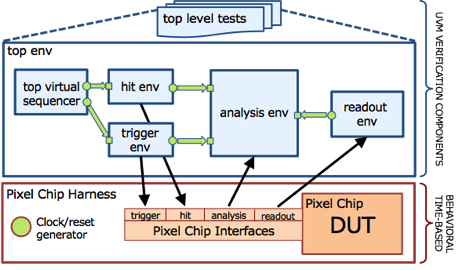 top level tests
top env
top virtual
sequencer
hit env
trigger
env
analysis env
readout
env
UVM VERIFICATION COMPONENTS
Pixel Chip Harness
Clock/reset
generator
trigger
hit
analysis
readout
Pixel Chip Interfaces
Pixel Chip
DUT
BEHAVIORAL
TIME-BASED